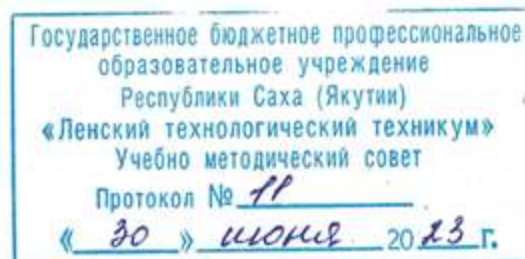 Государственное бюджетное профессиональное
образовательное учреждение
Республики Саха (Якутии)
«Ленский технологический техникум»
Учебно методический совет
Протокол № 11
« 30 » июня 2023 г.